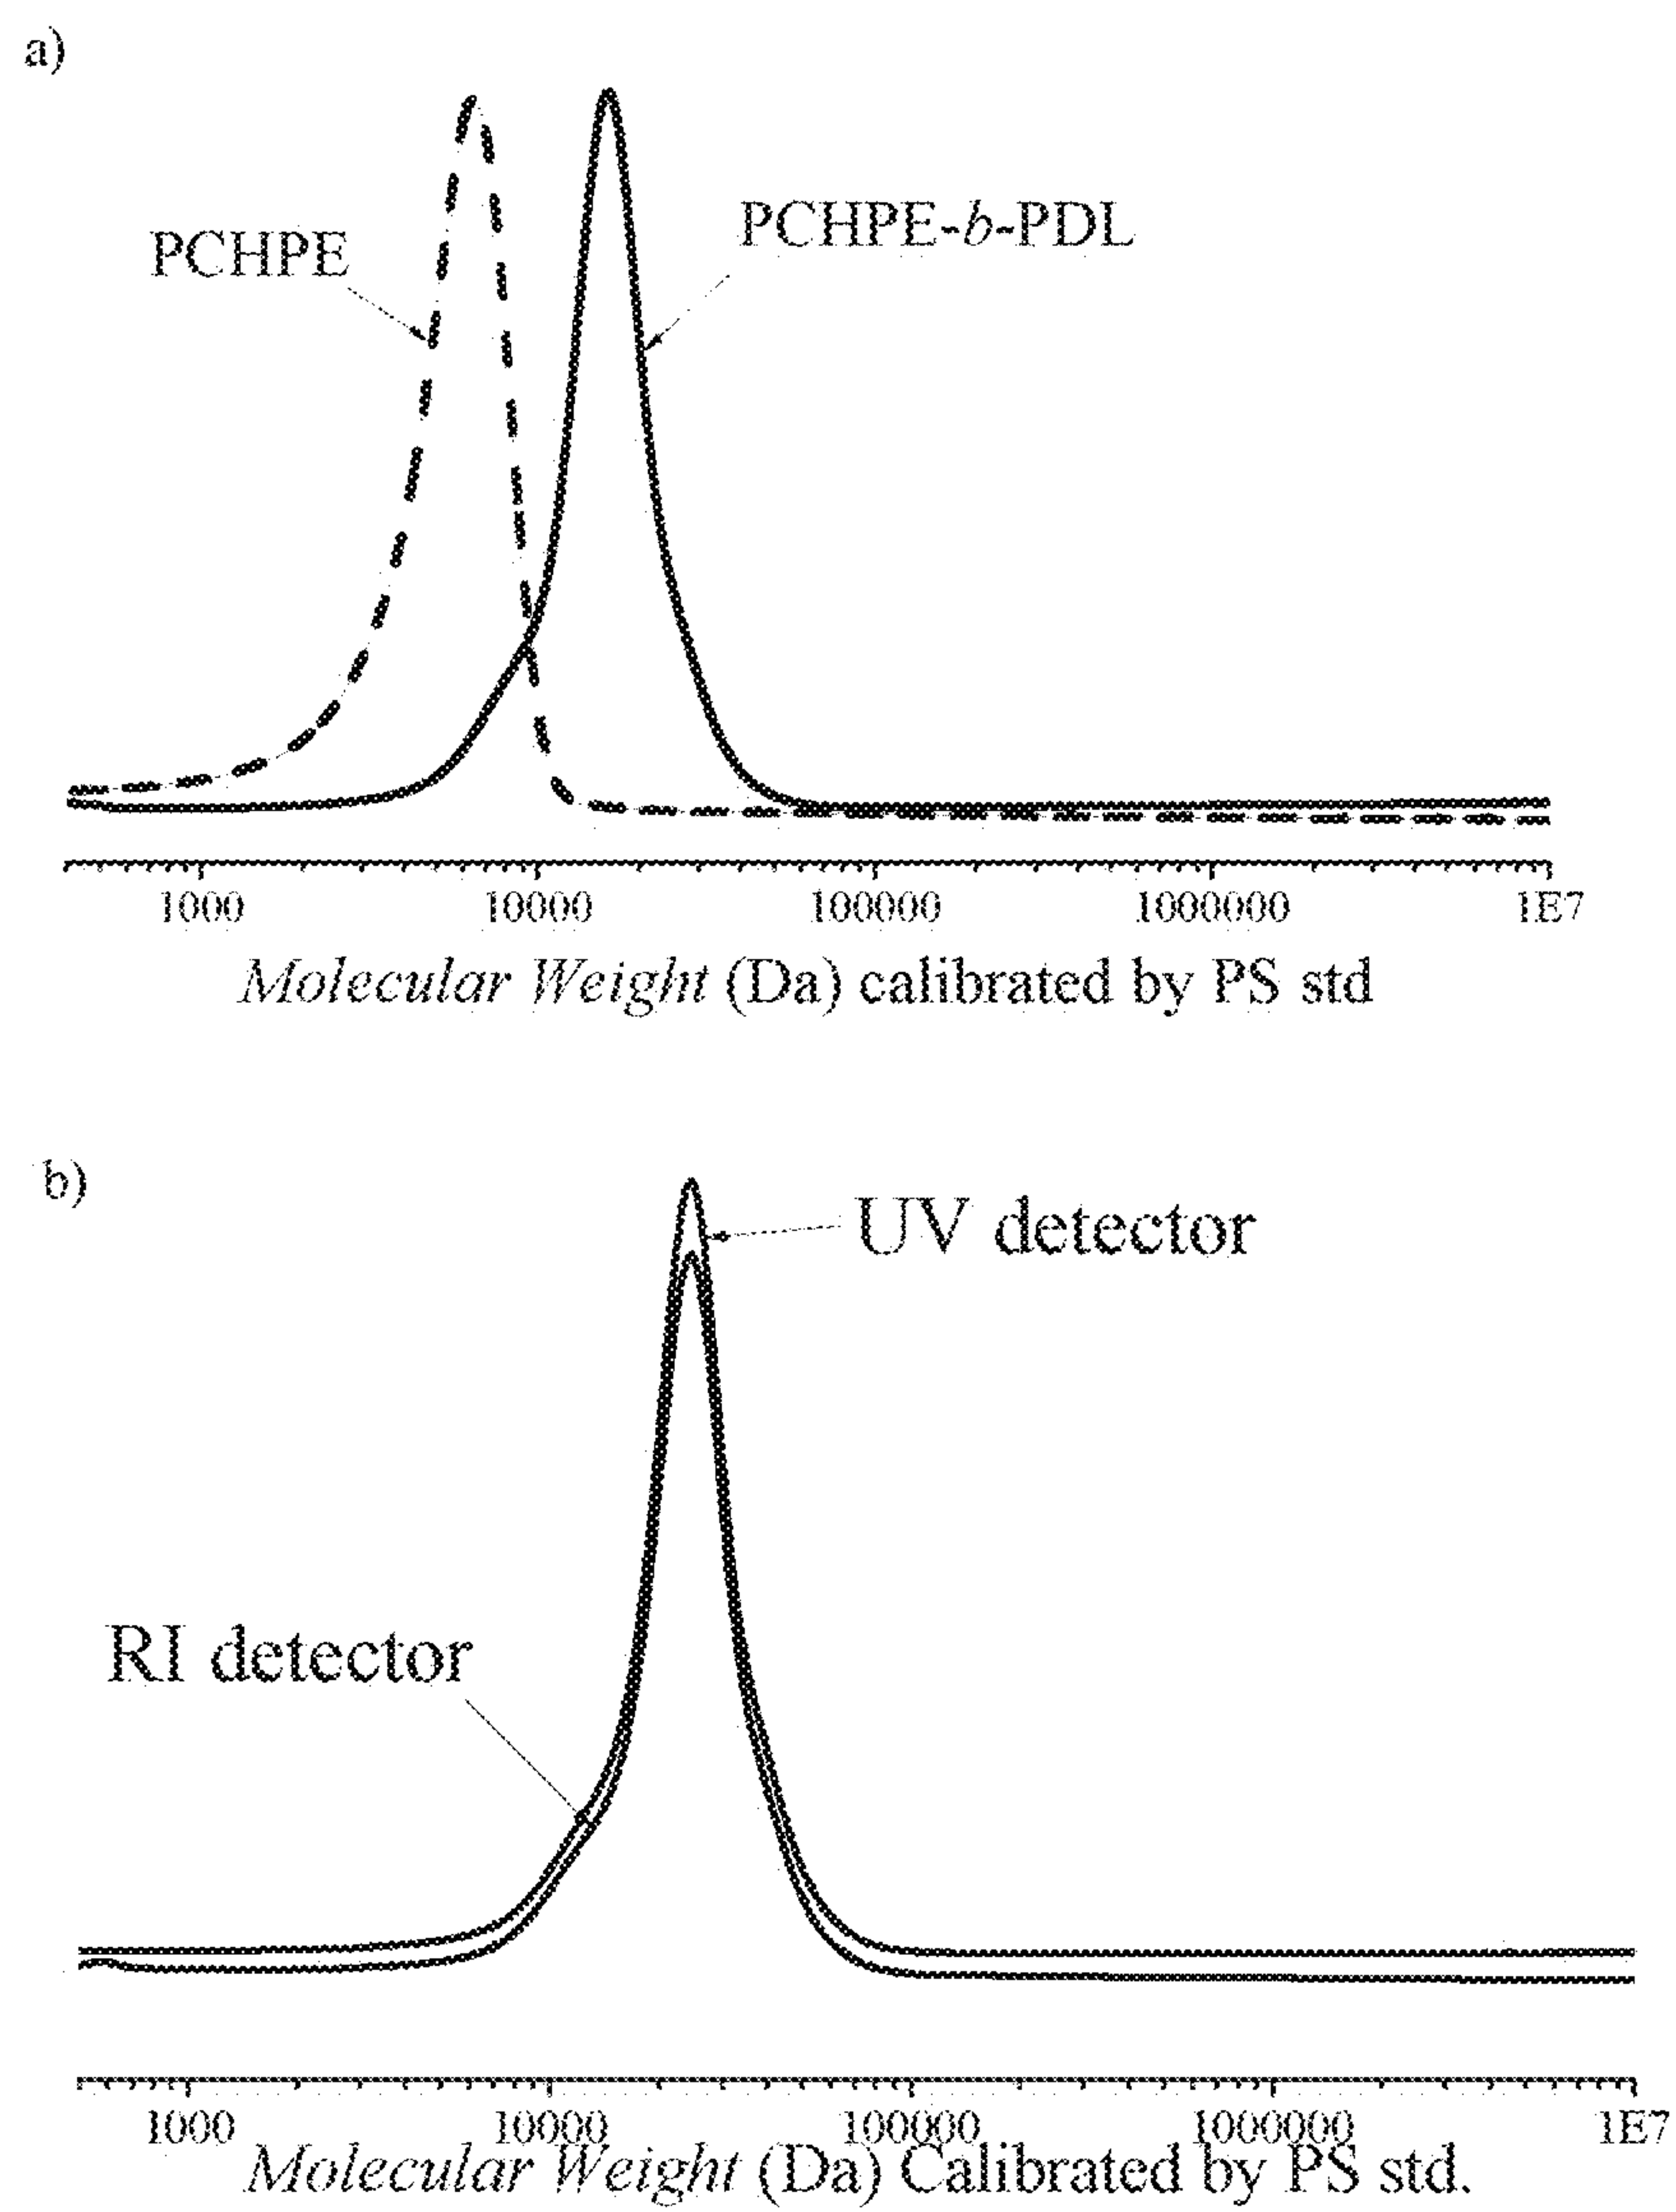 a)
PCHPE
PCHPE-b-PDL
1000 10000 100000 1000000 1E7
Molecular Weight (Da) calibrated by PS std
b)
UV detector
RI detector
1000 10000 100000 1000000 1E7
Molecular Weight (Da) Calibrated by PS std.